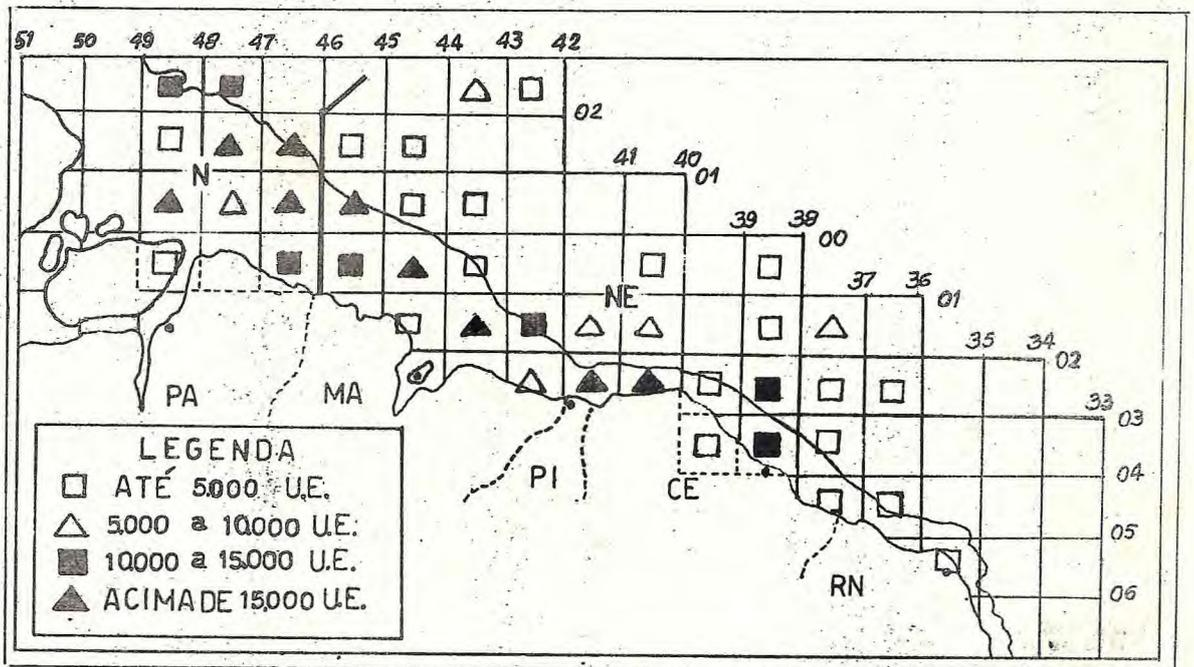 51 50 49 48 47 46 45 44 43 42
02
41 40
N
01
39 38
00
37 36
NE
01
35 34
02
PA MA
33
03
LEGENDA
PI
CE
04
ATÉ 5.000 U.E.
5.000 a 10.000 U.E.
05
10.000 a 15.000 U.E.
RN
06
ACIMA DE 15.000 U.E.